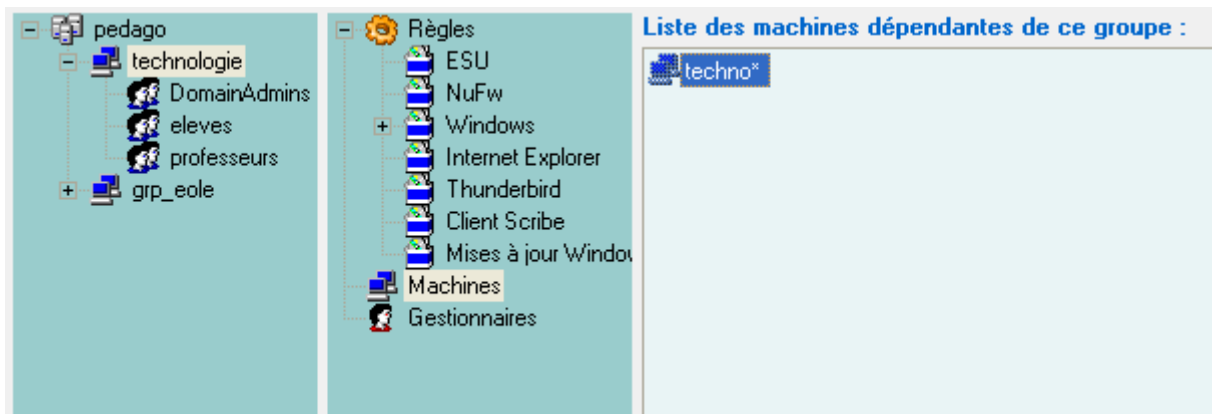 pedago
technologie
DomainAdmins
eleves
professeurs
grp_eole
Règles
ESU
NuFw
Windows
Internet Explorer
Thunderbird
Client Scribe
Mises à jour Window
Machines
Gestionnaires
Liste des machines dépendantes de ce groupe :
techno*